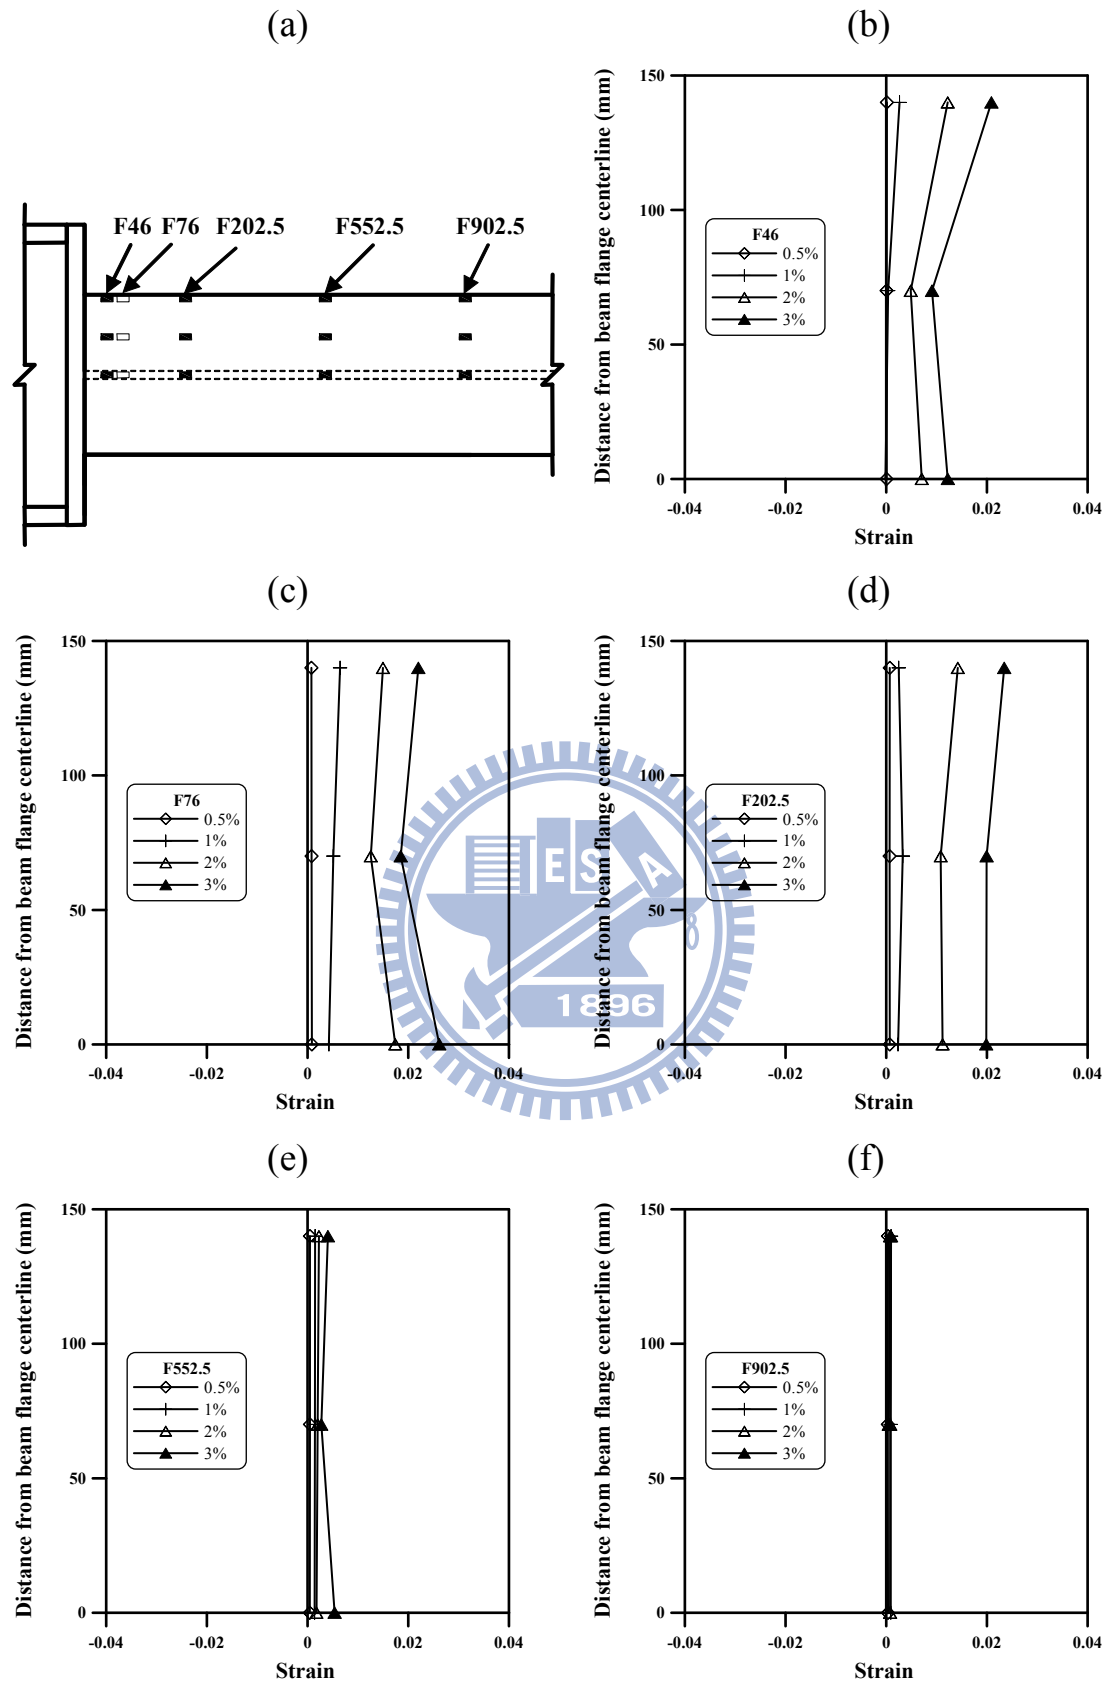 (a)
F46 F76 F202.5 F552.5 F902.5
(b)
Distance from beam flange centerline (mm)
150
100
50
0
F46
0.5%
1%
2%
3%
-0.04 -0.02 0 0.02 0.04
Strain
(c)
Distance from beam flange centerline (mm)
150
100
50
0
F76
0.5%
1%
2%
3%
-0.04 -0.02 0 0.02 0.04
Strain
(d)
Distance from beam flange centerline (mm)
150
100
50
0
F202.5
0.5%
1%
2%
3%
-0.04 -0.02 0 0.02 0.04
Strain
E S A
1896
(e)
Distance from beam flange centerline (mm)
150
100
50
0
F552.5
0.5%
1%
2%
3%
-0.04 -0.02 0 0.02 0.04
Strain
(f)
Distance from beam flange centerline (mm)
150
100
50
0
F902.5
0.5%
1%
2%
3%
-0.04 -0.02 0 0.02 0.04
Strain